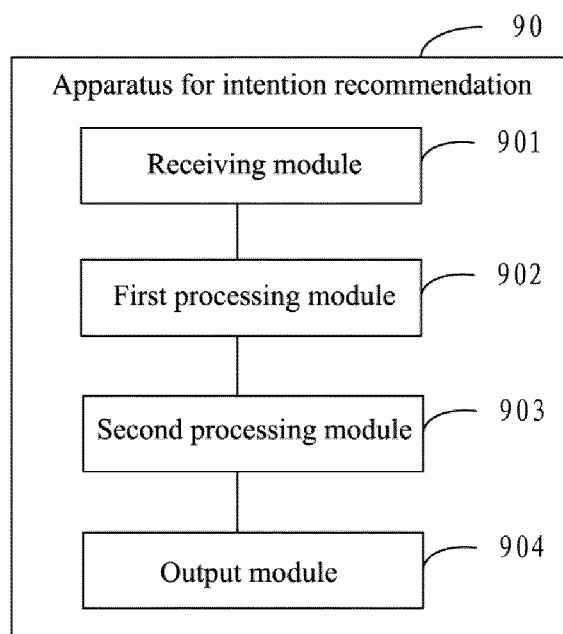 90
Apparatus for intention recommendation
Receiving module
901
First processing module
902
Second processing module
903
Output module
904